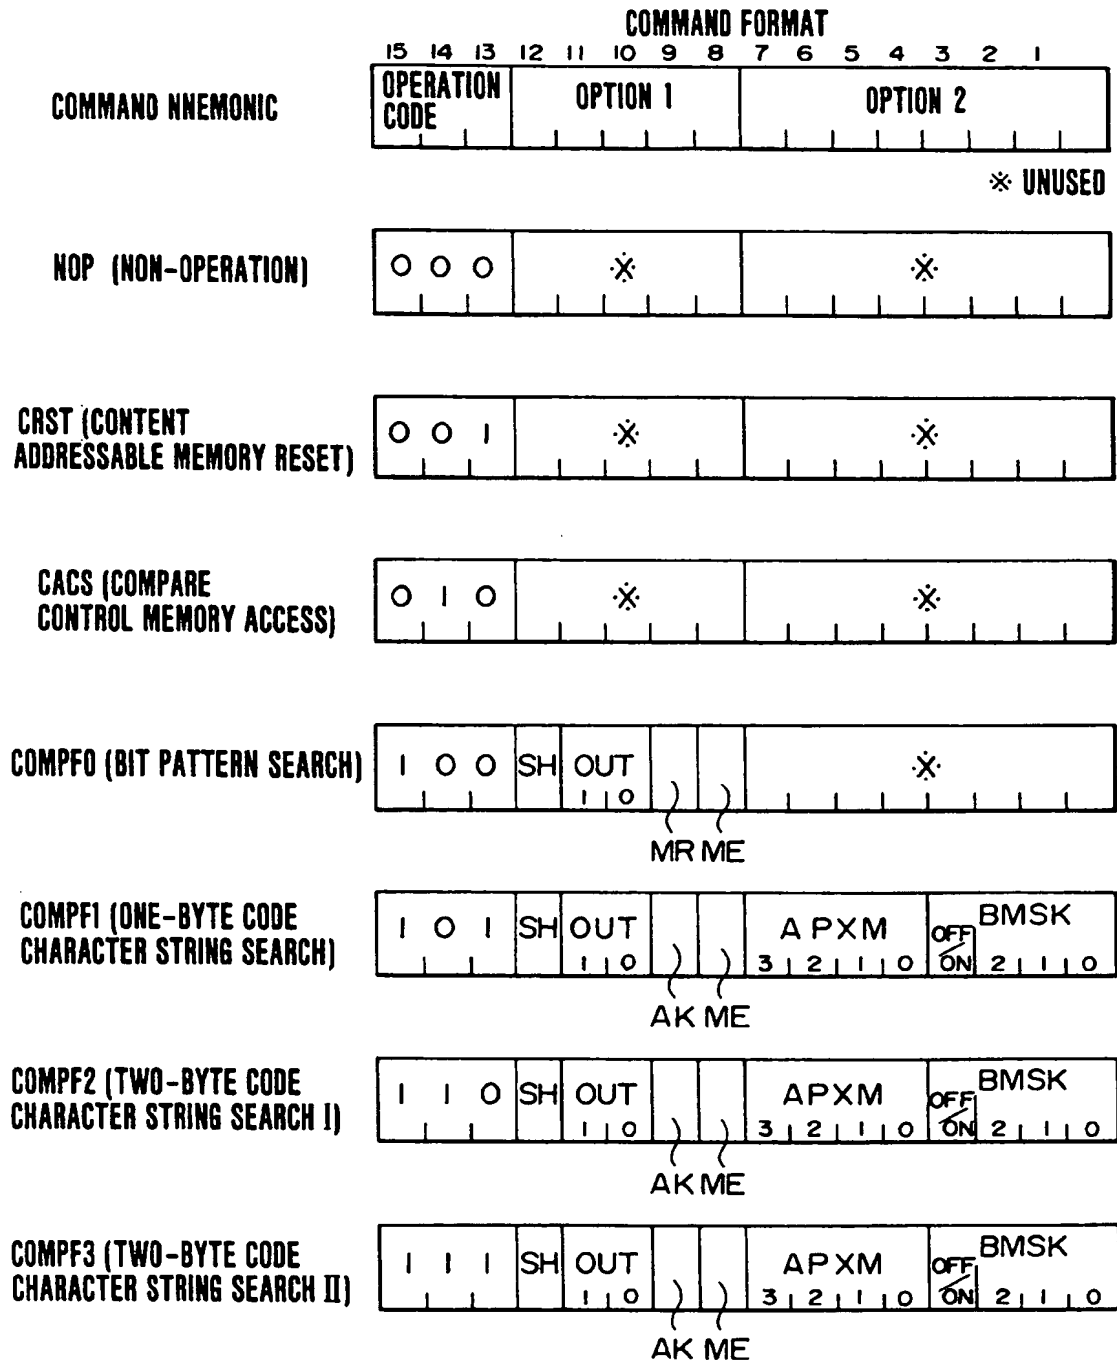 COMMAND FORMAT
15 14 13 12 11 10 9 8 7 6 5 4 3 2 1
COMMAND NNEMONIC
OPERATION CODE
OPTION 1
OPTION 2
※ UNUSED
NOP (NON-OPERATION)
0 0 0 ※ ※
CRST (CONTENT
ADDRESSABLE MEMORY RESET)
0 0 1 ※ ※
CACS (COMPARE
CONTROL MEMORY ACCESS)
0 1 0 ※ ※
COMPF0 (BIT PATTERN SEARCH)
1 0 0 SH OUT ※
1 0
MR ME
COMPF1 (ONE-BYTE CODE
CHARACTER STRING SEARCH)
1 0 1 SH OUT APXM OFF/ON BMSK
1 0 3 2 1 0 2 1 0
AK ME
COMPF2 (TWO-BYTE CODE
CHARACTER STRING SEARCH I)
1 1 0 SH OUT APXM OFF/ON BMSK
1 0 3 2 1 0 2 1 0
AK ME
COMPF3 (TWO-BYTE CODE
CHARACTER STRING SEARCH II)
1 1 1 SH OUT APXM OFF/ON BMSK
1 0 3 2 1 0 2 1 0
AK ME